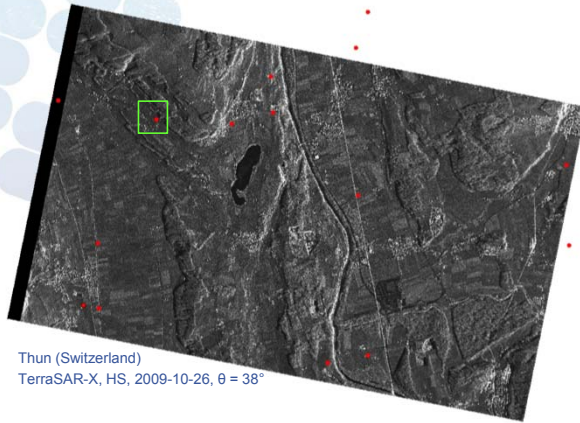 Thun (Switzerland)
TerraSAR-X, HS, 2009-10-26, θ = 38°